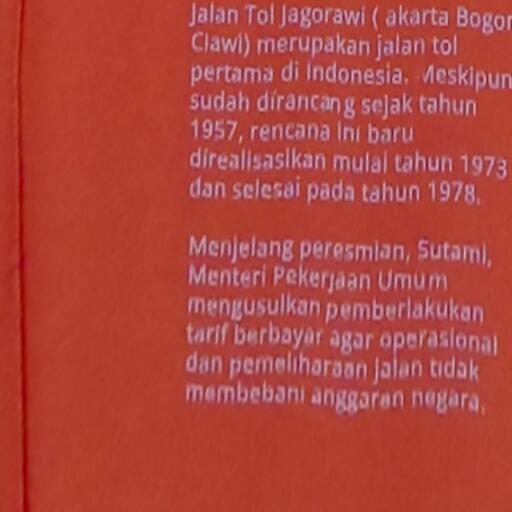 Jalan Tol Jagorawi ( akarta Bogor
Ciawi) merupakan jalan tol
pertama di Indonesia. Meskipun
sudah dirancang sejak tahun
1957, rencana ini baru
direalisasikan mulai tahun 1973
dan selesai pada tahun 1978.
Menjelang peresmian, Sutami,
Menteri Pekerjaan Umum
mengusulkan pemberlakukan
tarif berbayar agar operasional
dan pemeliharaan jalan tidak
membebani anggaran negara.